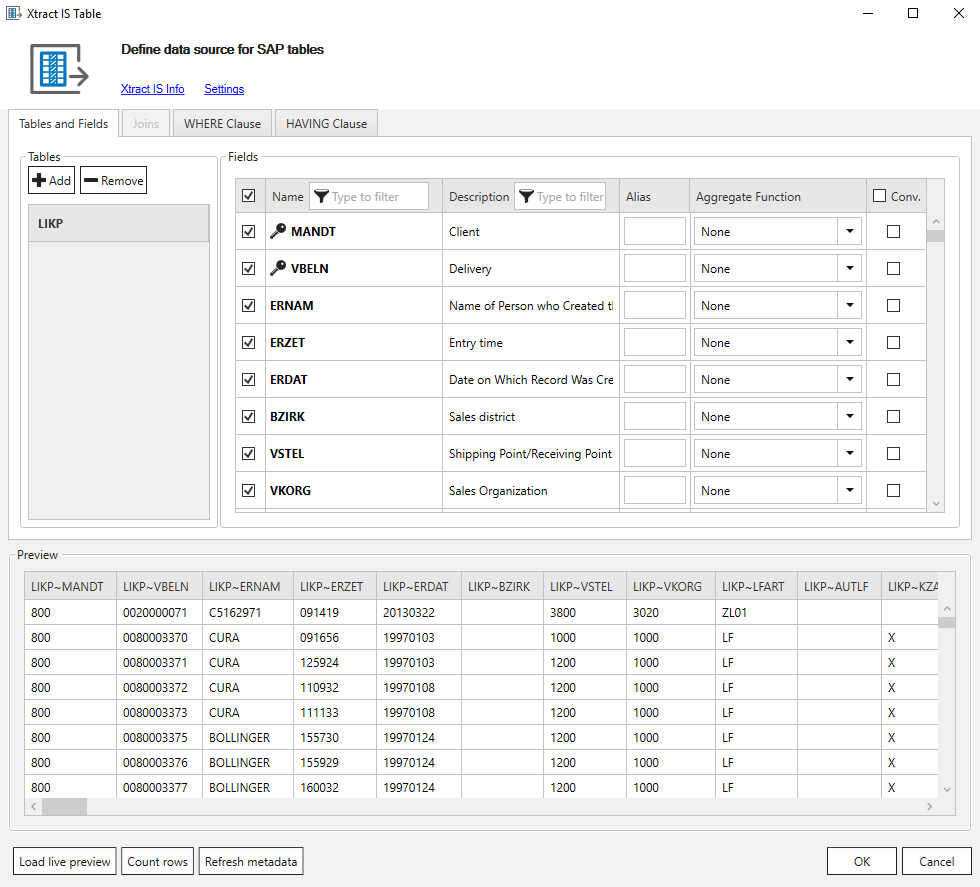 Xtract IS Table
Define data source for SAP tables
Xtract IS Info Settings
Tables and Fields Joins WHERE Clause HAVING Clause
Tables
Add Remove
LIKP
Fields
Name Type to filter Description Type to filter Alias Aggregate Function Conv.
MANDT Client None
VBELN Delivery None
ERNAM Name of Person who Created th None
ERZET Entry time None
ERDAT Date on Which Record Was Cre None
BZIRK Sales district None
VSTEL Shipping Point/Receiving Point None
VKORG Sales Organization None
Preview
LIKP~MANDT LIKP~VBELN LIKP~ERNAM LIKP~ERZET LIKP~ERDAT LIKP~BZIRK LIKP~VSTEL LIKP~VKORG LIKP~LFART LIKP~AUTLF LIKP~KZA
800 0020000071 C5162971 091419 20130322 3800 3020 ZL01
800 0080003370 CURA 091656 19970103 1000 1000 LF X
800 0080003371 CURA 125924 19970103 1200 1000 LF X
800 0080003372 CURA 110932 19970108 1200 1000 LF X
800 0080003373 CURA 111133 19970108 1200 1000 LF X
800 0080003375 BOLLINGER 155730 19970124 1200 1000 LF X
800 0080003376 BOLLINGER 155929 19970124 1200 1000 LF X
800 0080003377 BOLLINGER 160032 19970124 1200 1000 LF X
Load live preview Count rows Refresh metadata OK Cancel